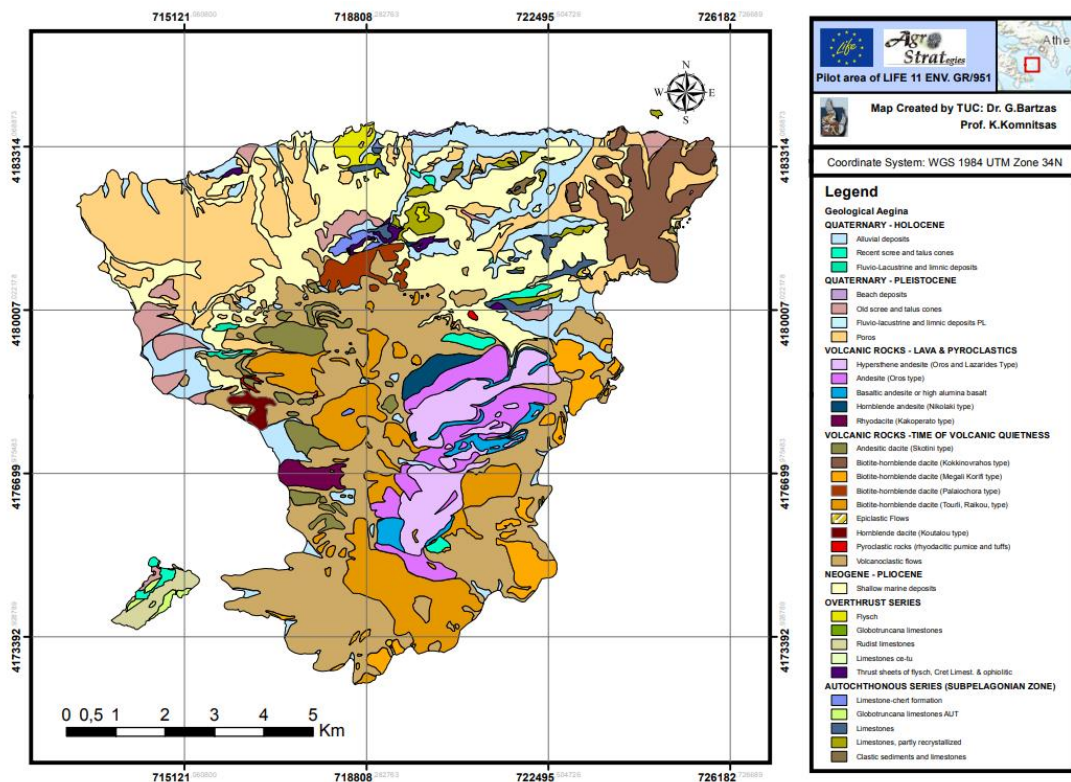 715121
718808
722495
726182
4183314
4180007
4176699
4173392
N
W
E
S
0 0,5 1 2 3 4 5
Km
715121
718808
722495
726182
4183314
4180007
4176699
4173392
Life
Agro
Strategies
Athe
Pilot area of LIFE 11 ENV. GR/951
Map Created by TUC: Dr. G.Bartzas
Prof. K.Komnitsas
Coordinate System: WGS 1984 UTM Zone 34N
Legend
Geological Aegina
QUATERNARY - HOLOCENE
Alluvial deposits
Recent scree and talus cones
Fluvio-Lacustrine and limnic deposits
QUATERNARY - PLEISTOCENE
Beach deposits
Old scree and talus cones
Fluvio-lacustrine and limnic deposits PL
Poros
VOLCANIC ROCKS - LAVA & PYROCLASTICS
Hypersthene andesite (Oros and Lazarides Type)
Andesite (Oros type)
Basaltic andesite or high alumina basalt
Hornblende andesite (Nikolaki type)
Rhyodacite (Kakoperato type)
VOLCANIC ROCKS -TIME OF VOLCANIC QUIETNESS
Andesitic dacite (Skotini type)
Biotite-hornblende dacite (Kokkinovrahos type)
Biotite-hornblende dacite (Megali Korifi type)
Biotite-hornblende dacite (Palaiochora type)
Biotite-hornblende dacite (Tourli, Raikou, type)
Epiclastic Flows
Hornblende dacite (Koutalou type)
Pyroclastic rocks (rhyodacitic pumice and tuffs)
Volcanoclastic flows
NEOGENE - PLIOCENE
Shallow marine deposits
OVERTHRUST SERIES
Flysch
Globotruncana limestones
Rudist limestones
Limestones ce-tu
Thrust sheets of flysch, Cret Limest. & ophiolitic
AUTOCHTHONOUS SERIES (SUBPELAGONIAN ZONE)
Limestone-chert formation
Globotruncana limestones AUT
Limestones
Limestones, partly recrystallized
Clastic sediments and limestones